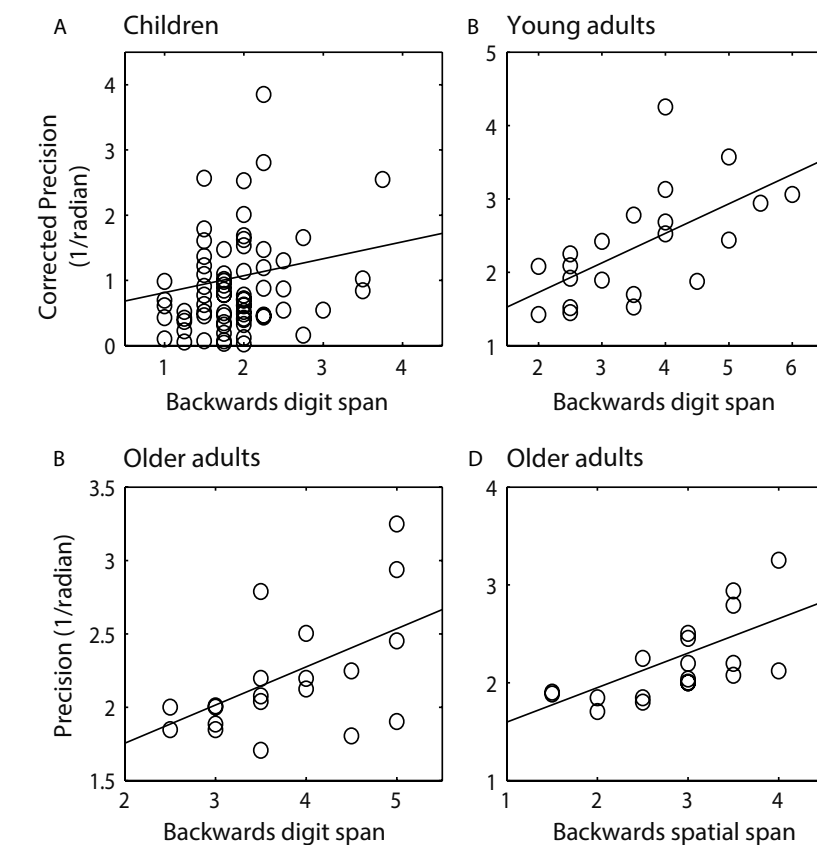 A Children
B Young adults
Corrected Precision
(1/radian)
4
3
2
1
0
1 2 3 4
Backwards digit span
5
4
3
2
1
2 3 4 5 6
Backwards digit span
B Older adults
D Older adults
Precision (1/radian)
3.5
3
2.5
2
1.5
2 3 4 5
Backwards digit span
4
3
2
1
1 2 3 4
Backwards spatial span